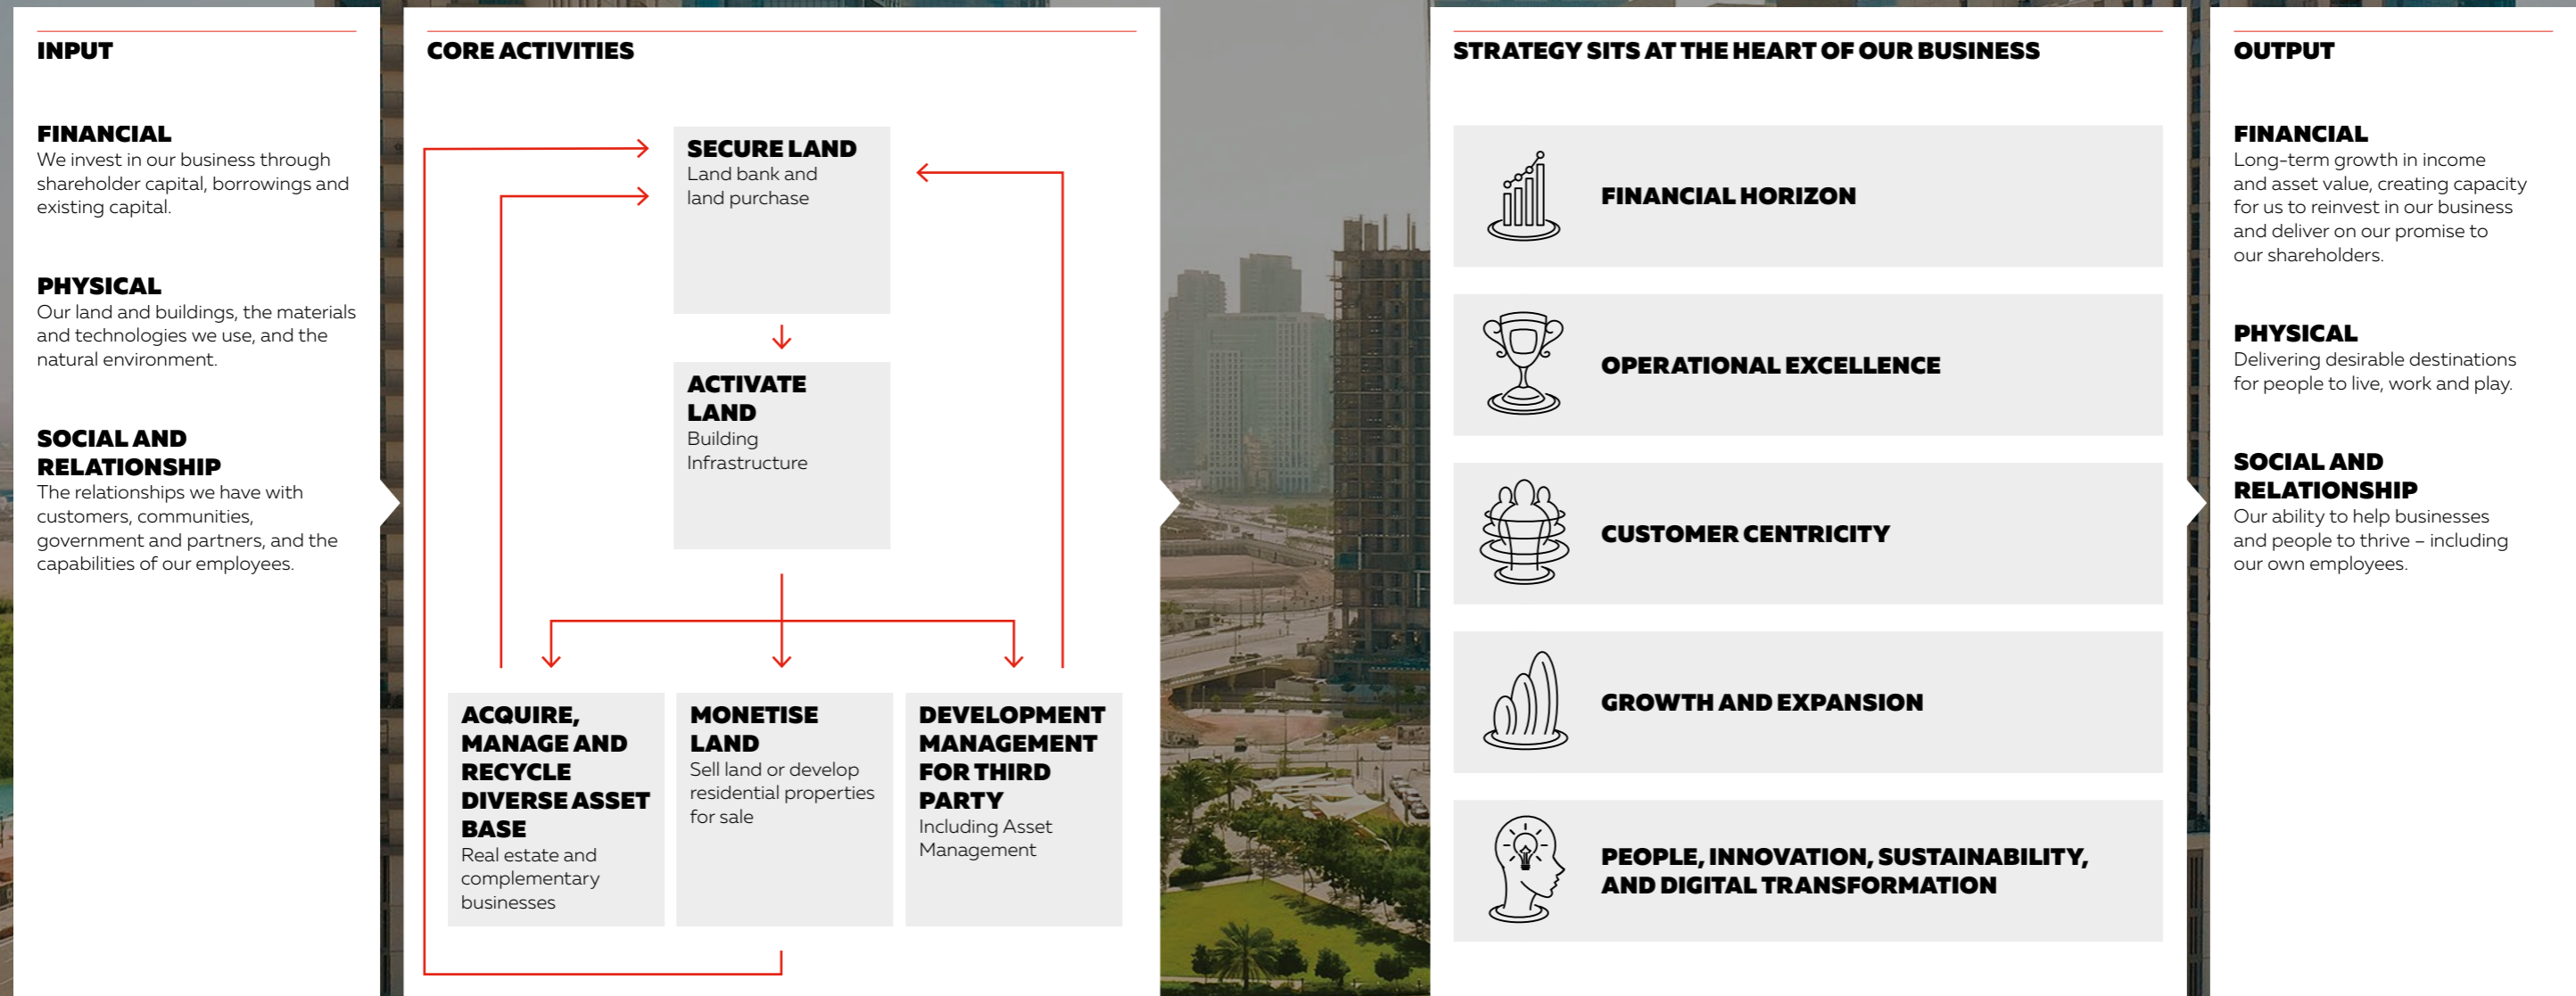 INPUT
FINANCIAL
We invest in our business through
shareholder capital, borrowings and
existing capital.
PHYSICAL
Our land and buildings, the materials
and technologies we use, and the
natural environment.
SOCIAL AND
RELATIONSHIP
The relationships we have with
customers, communities,
government and partners, and the
capabilities of our employees.
CORE ACTIVITIES
SECURE LAND
Land bank and
land purchase
ACTIVATE
LAND
Building
Infrastructure
ACQUIRE,
MANAGE AND
RECYCLE
DIVERSE ASSET
BASE
Real estate and
complementary
businesses
MONETISE
LAND
Sell land or develop
residential properties
for sale
DEVELOPMENT
MANAGEMENT
FOR THIRD
PARTY
Including Asset
Management
STRATEGY SITS AT THE HEART OF OUR BUSINESS
FINANCIAL HORIZON
OPERATIONAL EXCELLENCE
CUSTOMER CENTRICITY
GROWTH AND EXPANSION
PEOPLE, INNOVATION, SUSTAINABILITY,
AND DIGITAL TRANSFORMATION
OUTPUT
FINANCIAL
Long-term growth in income
and asset value, creating capacity
for us to reinvest in our business
and deliver on our promise to
our shareholders.
PHYSICAL
Delivering desirable destinations
for people to live, work and play.
SOCIAL AND
RELATIONSHIP
Our ability to help businesses
and people to thrive – including
our own employees.